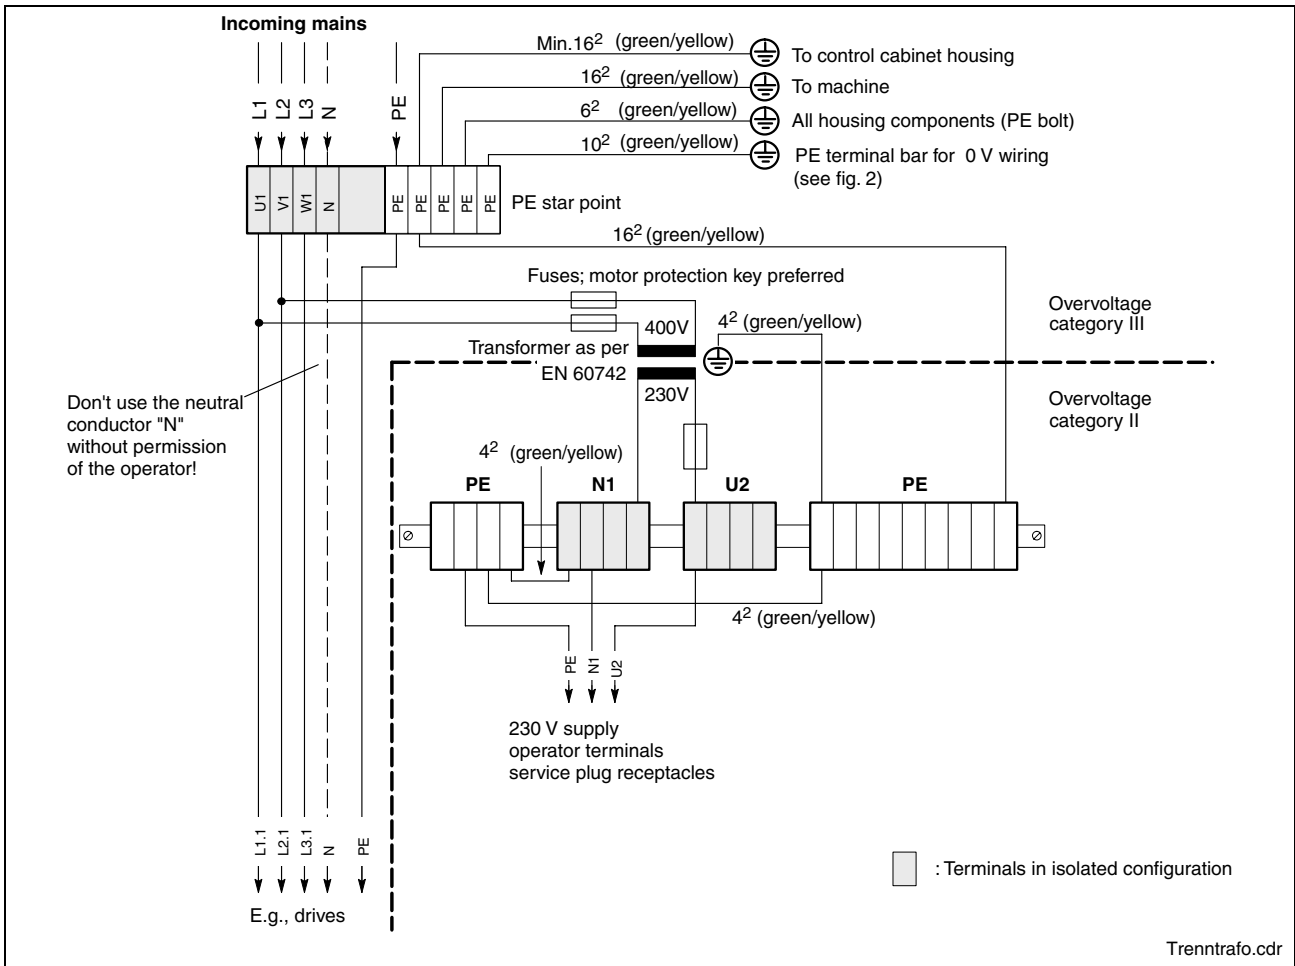 Incoming mains
Min.16² (green/yellow)
To control cabinet housing
16² (green/yellow)
To machine
6² (green/yellow)
All housing components (PE bolt)
10² (green/yellow)
PE terminal bar for 0 V wiring
(see fig. 2)
L1
L2
L3
N
PE
U1
V1
W1
N
PE
PE
PE
PE
PE
PE star point
16² (green/yellow)
Fuses; motor protection key preferred
400V
4² (green/yellow)
Overvoltage
category III
Transformer as per
EN 60742
230V
Overvoltage
category II
Don't use the neutral
conductor "N"
without permission
of the operator!
4² (green/yellow)
PE
N1
U2
PE
4² (green/yellow)
PE
N1
U2
230 V supply
operator terminals
service plug receptacles
L1.1
L2.1
L3.1
N
PE
E.g., drives
: Terminals in isolated configuration
Trenntrafo.cdr